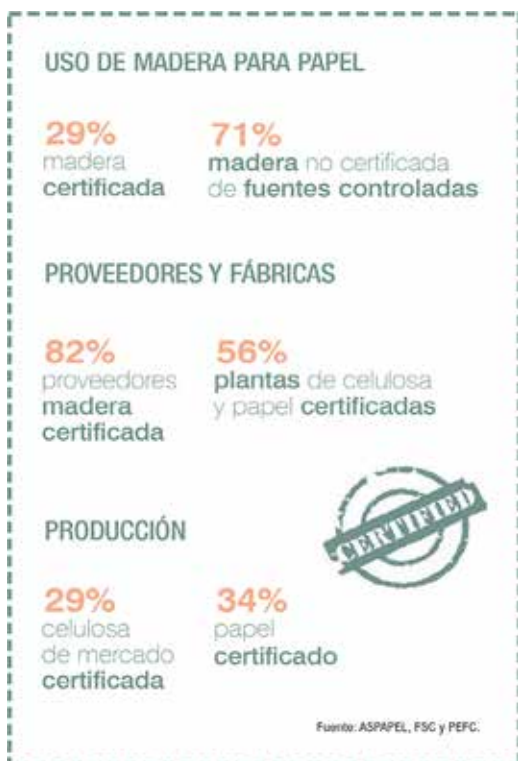 USO DE MADERA PARA PAPEL
29%
madera
certificada
71%
madera no certificada
de fuentes controladas
PROVEEDORES Y FÁBRICAS
82%
proveedores
madera
certificada
56%
plantas de celulosa
y papel certificadas
CERTIFIED
PRODUCCIÓN
29%
celulosa
de mercado
certificada
34%
papel
certificado
Fuente: ASPAPEL, FSC y PEFC.